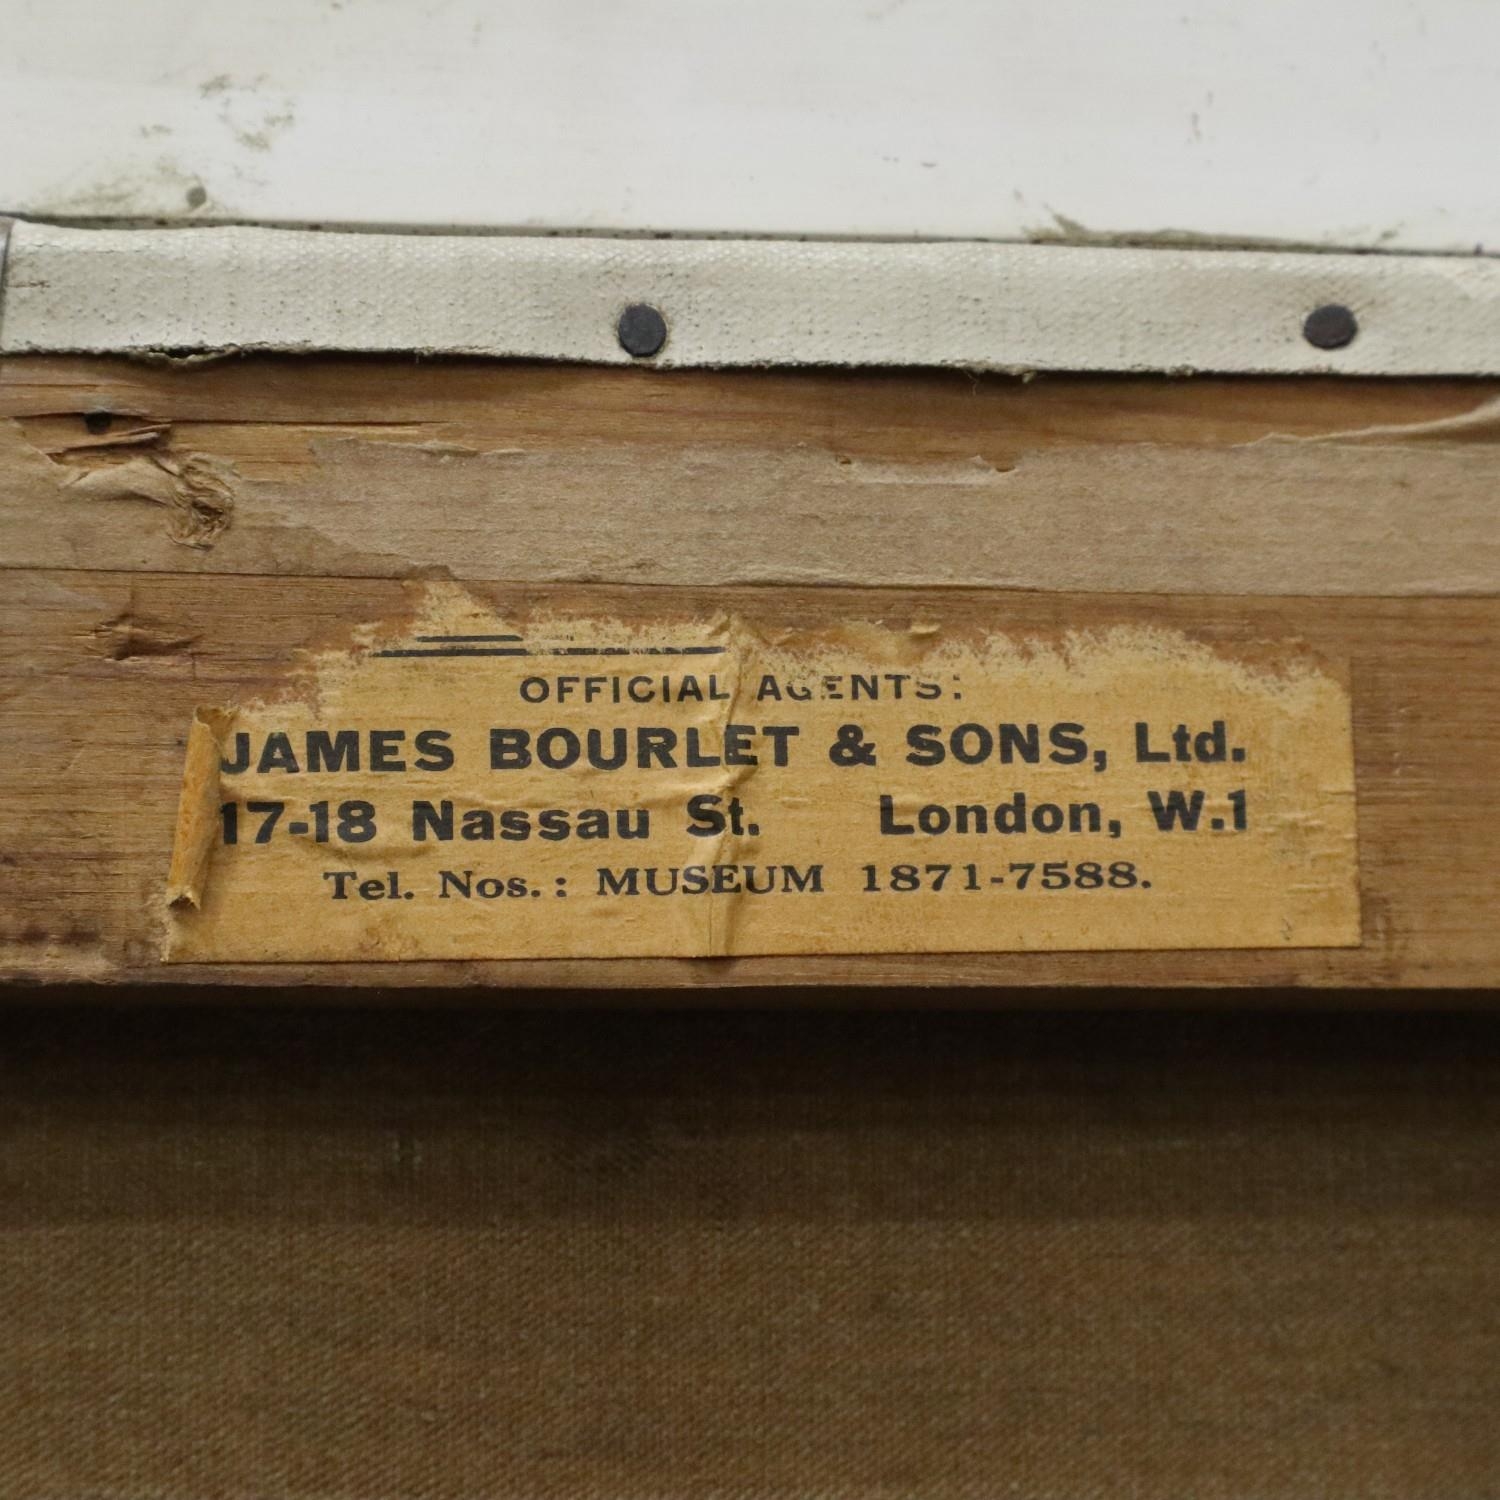 OFFICIAL AGENTS:
JAMES BOURLET & SONS, Ltd.
17-18 Nassau St. London, W.1
Tel. Nos.: MUSEUM 1871-7588.